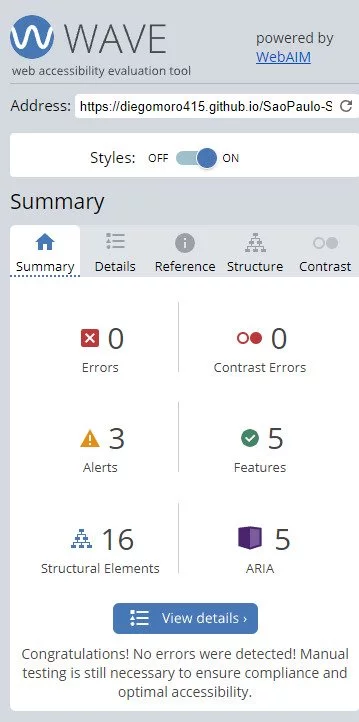 WAVE
powered by
WebAIM
web accessibility evaluation tool
Address: https://diegomoro415.github.io/SaoPaulo-S
Styles: OFF ON
Summary
Summary Details Reference Structure Contrast
0 0
Errors Contrast Errors
3 5
Alerts Features
16 5
Structural Elements ARIA
View details ›
Congratulations! No errors were detected! Manual
testing is still necessary to ensure compliance and
optimal accessibility.